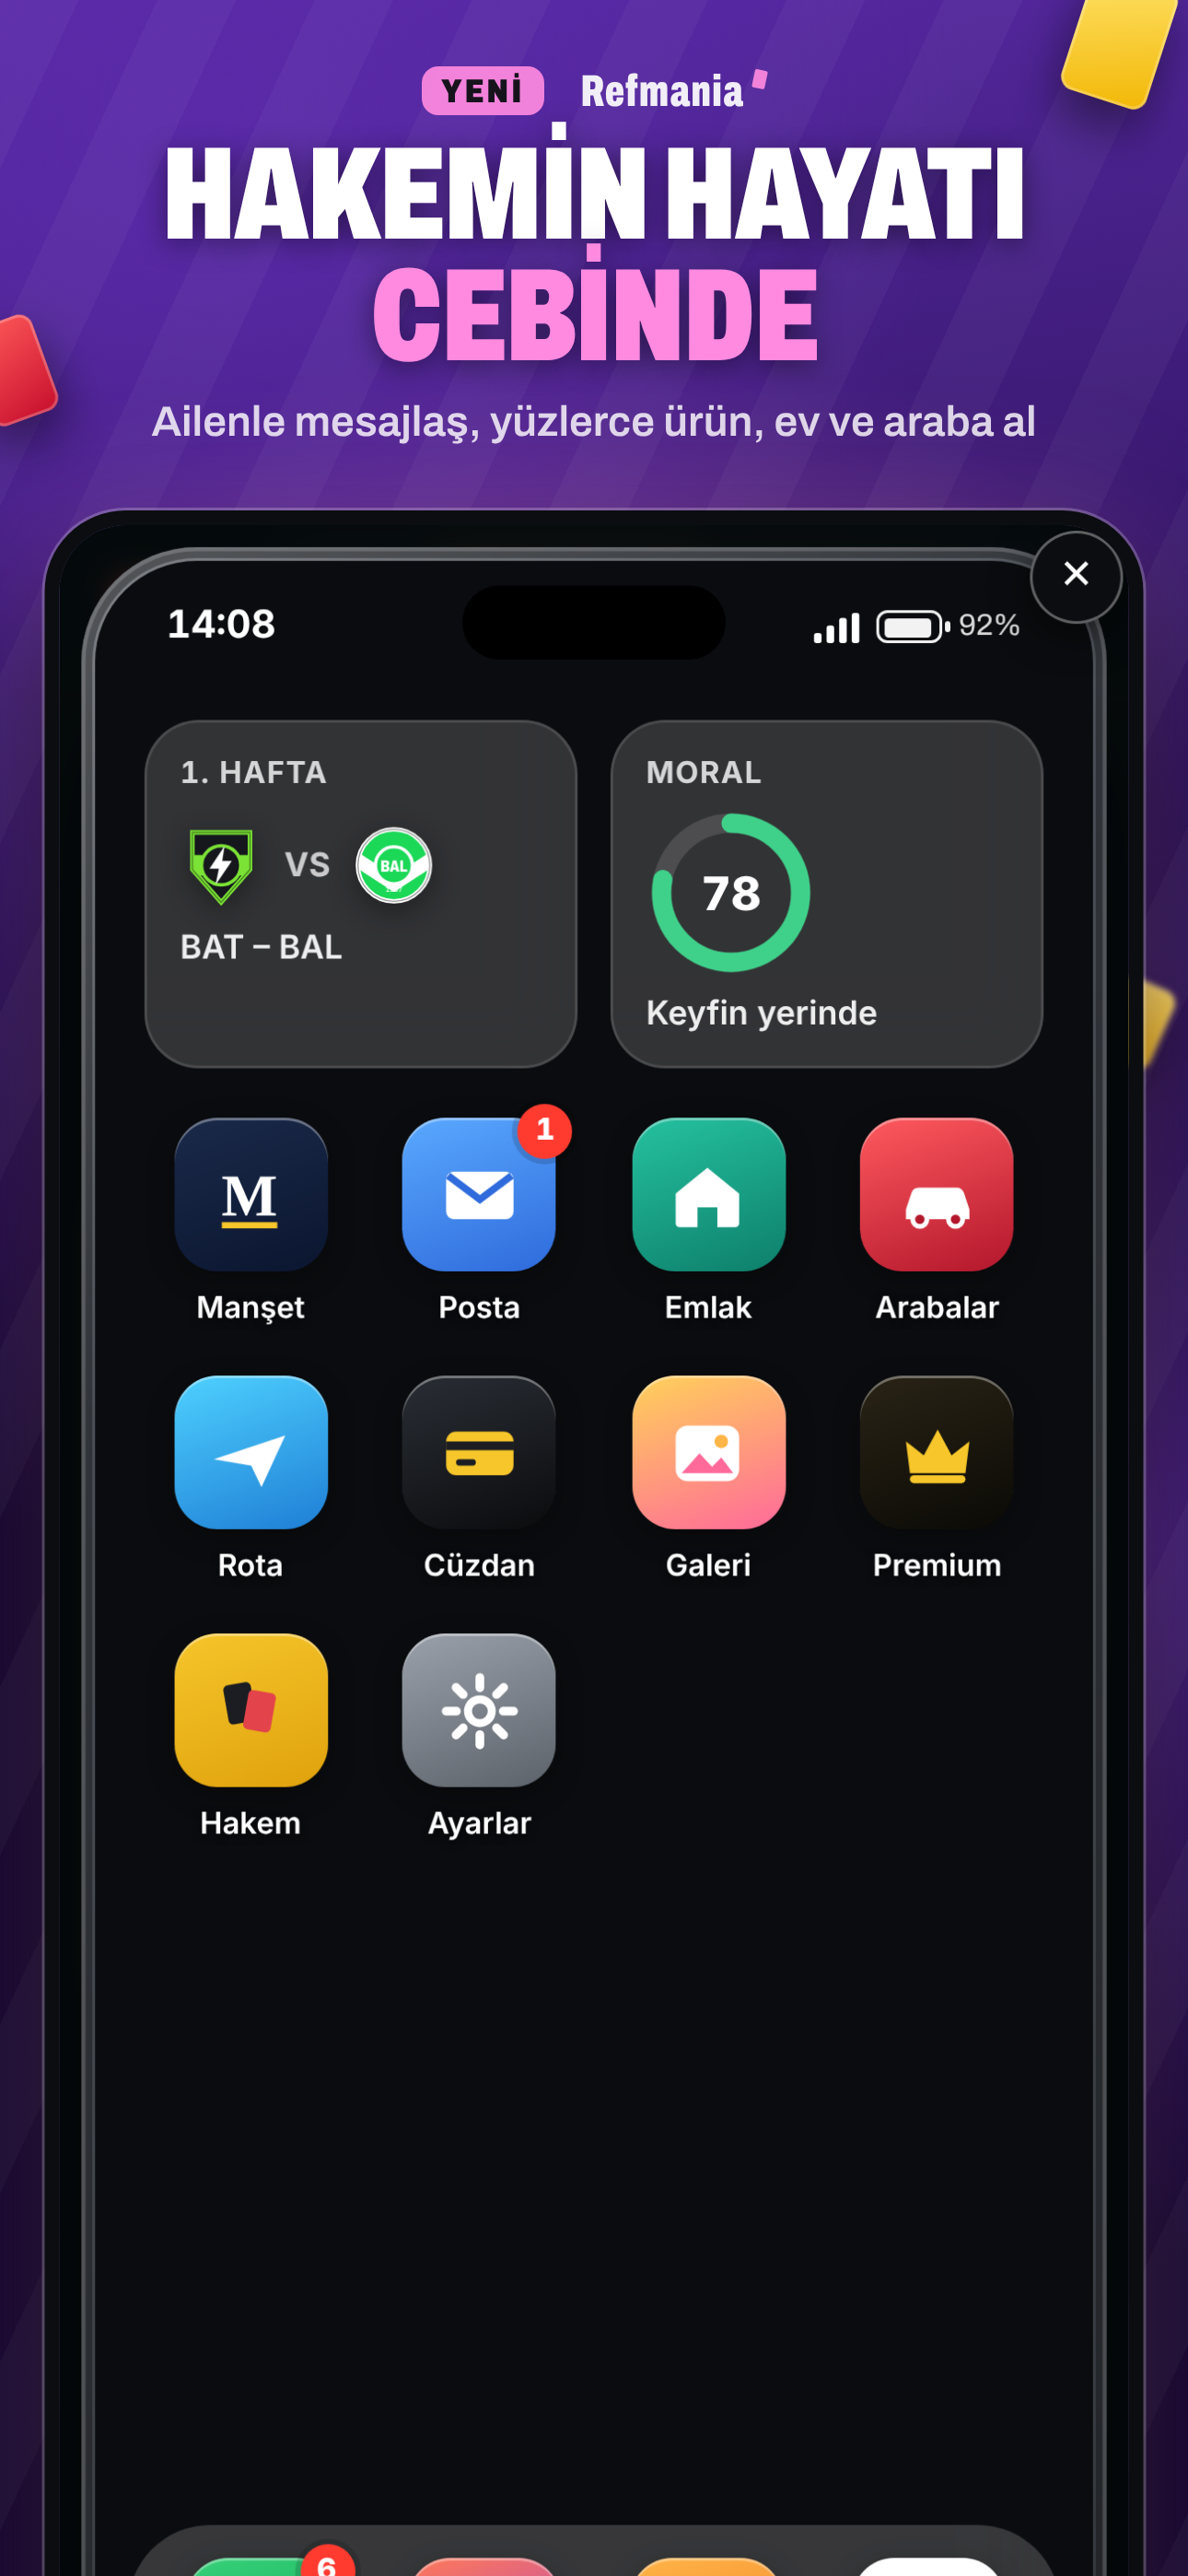 YENİ Refmania
HAKEMİN HAYATI
CEBİNDE
Ailenle mesajlaş, yüzlerce ürün, ev ve araba al
14:08 92%
1. HAFTA
VS BAL
BAT – BAL
MORAL
78
Keyfin yerinde
M 1
Manşet Posta Emlak Arabalar
Rota Cüzdan Galeri Premium
Hakem Ayarlar
6